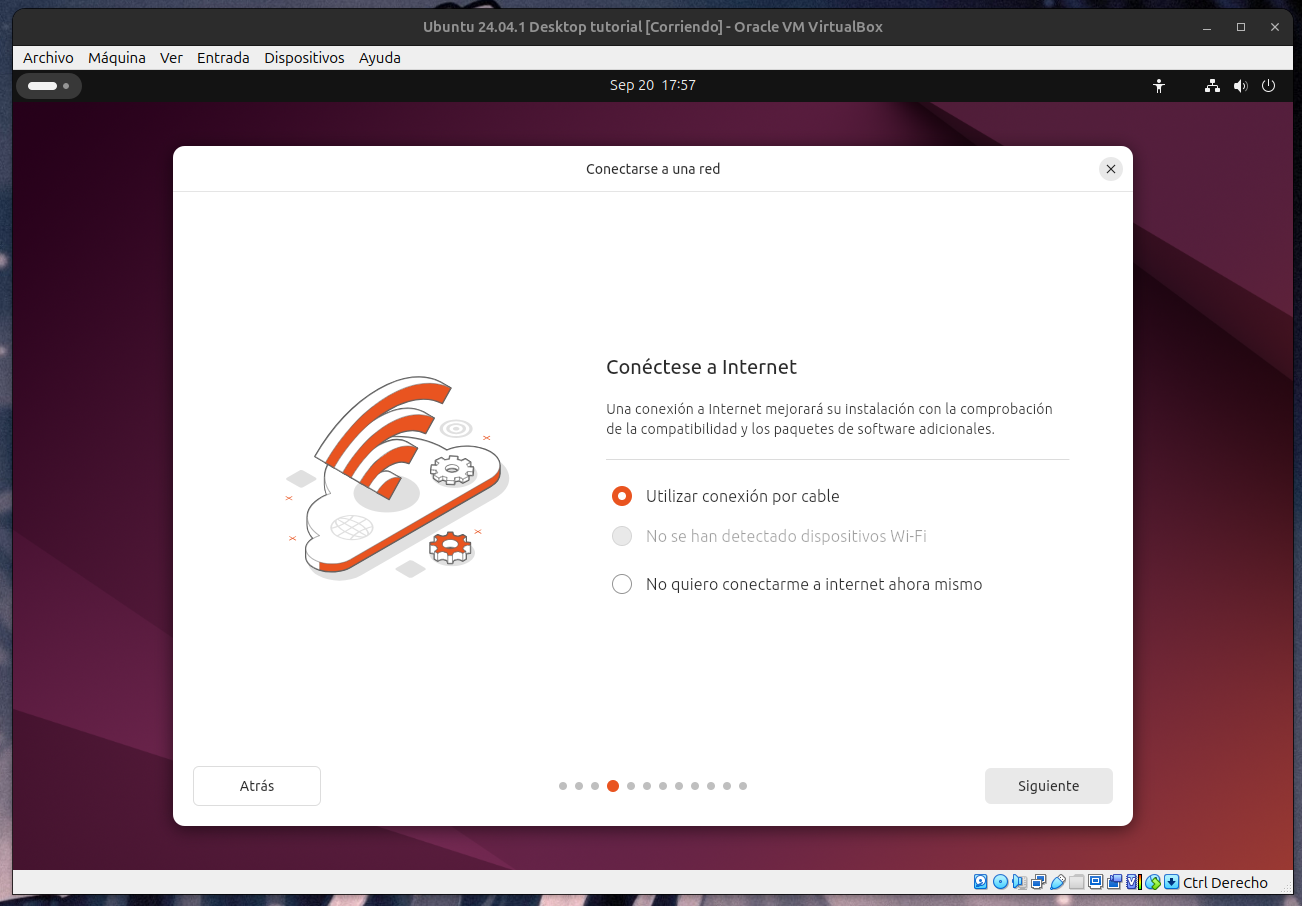 Ubuntu 24.04.1 Desktop tutorial [Corriendo] - Oracle VM VirtualBox
Archivo Máquina Ver Entrada Dispositivos Ayuda
Sep 20 17:57
Conectarse a una red
Conéctese a Internet
Una conexión a Internet mejorará su instalación con la comprobación
de la compatibilidad y los paquetes de software adicionales.
Utilizar conexión por cable
No se han detectado dispositivos Wi-Fi
No quiero conectarme a internet ahora mismo
Atrás
Siguiente
Ctrl Derecho